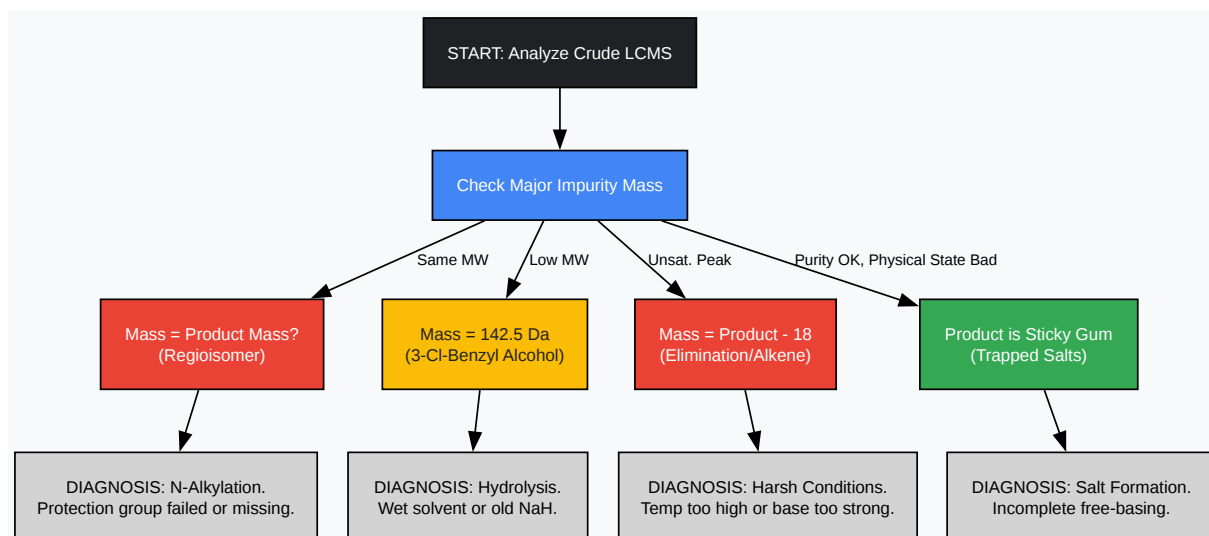 START: Analyze Crude LCMS
Check Major Impurity Mass
Same MW
Low MW
Unsat. Peak
Purity OK, Physical State Bad
Mass = Product Mass?
(Regioisomer)
Mass = 142.5 Da
(3-Cl-Benzyl Alcohol)
Mass = Product - 18
(Elimination/Alkene)
Product is Sticky Gum
(Trapped Salts)
DIAGNOSIS: N-Alkylation.
Protection group failed or missing.
DIAGNOSIS: Hydrolysis.
Wet solvent or old NaH.
DIAGNOSIS: Harsh Conditions.
Temp too high or base too strong.
DIAGNOSIS: Salt Formation.
Incomplete free-basing.